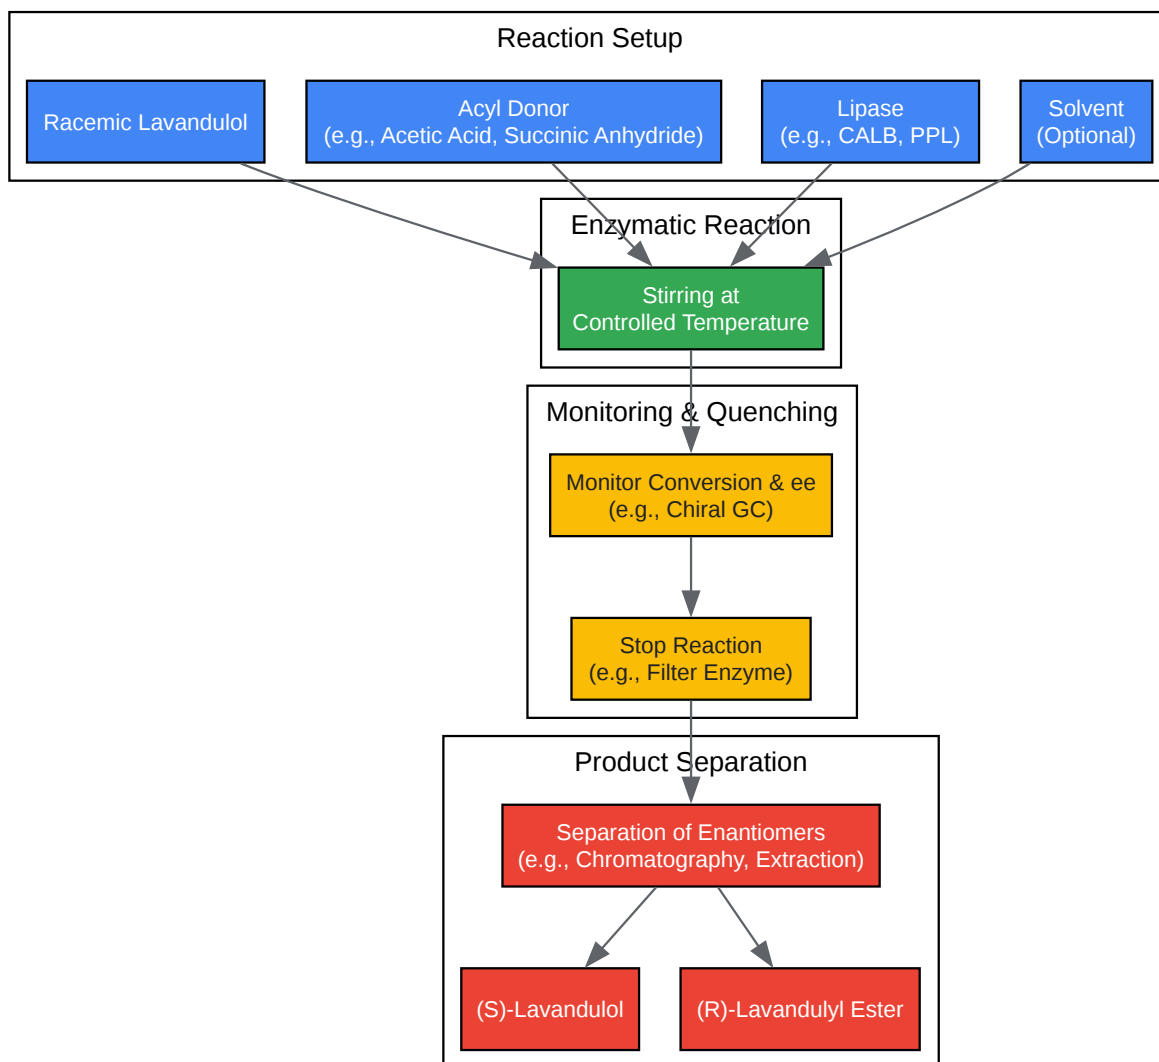 Reaction Setup
Racemic Lavandulol
Acyl Donor
(e.g., Acetic Acid, Succinic Anhydride)
Lipase
(e.g., CALB, PPL)
Solvent
(Optional)
Enzymatic Reaction
Stirring at
Controlled Temperature
Monitoring & Quenching
Monitor Conversion & ee
(e.g., Chiral GC)
Stop Reaction
(e.g., Filter Enzyme)
Product Separation
Separation of Enantiomers
(e.g., Chromatography, Extraction)
(S)-Lavandulol
(R)-Lavandulyl Ester